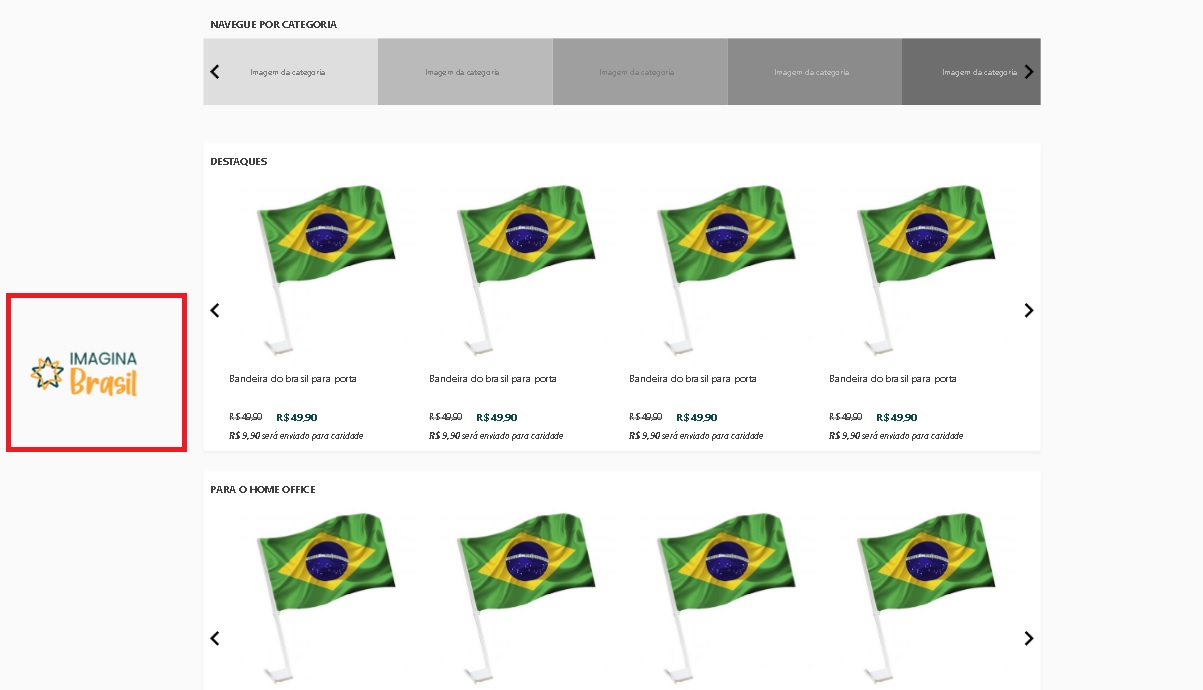 NAVEGUE POR CATEGORIA
Imagem da categoria Imagem da categoria Imagem da categoria Imagem da categoria Imagem da categoria
DESTAQUES
IMAGINA
Brasil
Bandeira do brasil para porta Bandeira do brasil para porta Bandeira do brasil para porta Bandeira do brasil para porta
R$ 49,90 R$ 49,90 R$ 49,90 R$ 49,90 R$ 49,90 R$ 49,90 R$ 49,90 R$ 49,90
R$ 9,90 será enviado para caridade R$ 9,90 será enviado para caridade R$ 9,90 será enviado para caridade R$ 9,90 será enviado para caridade
PARA O HOME OFFICE